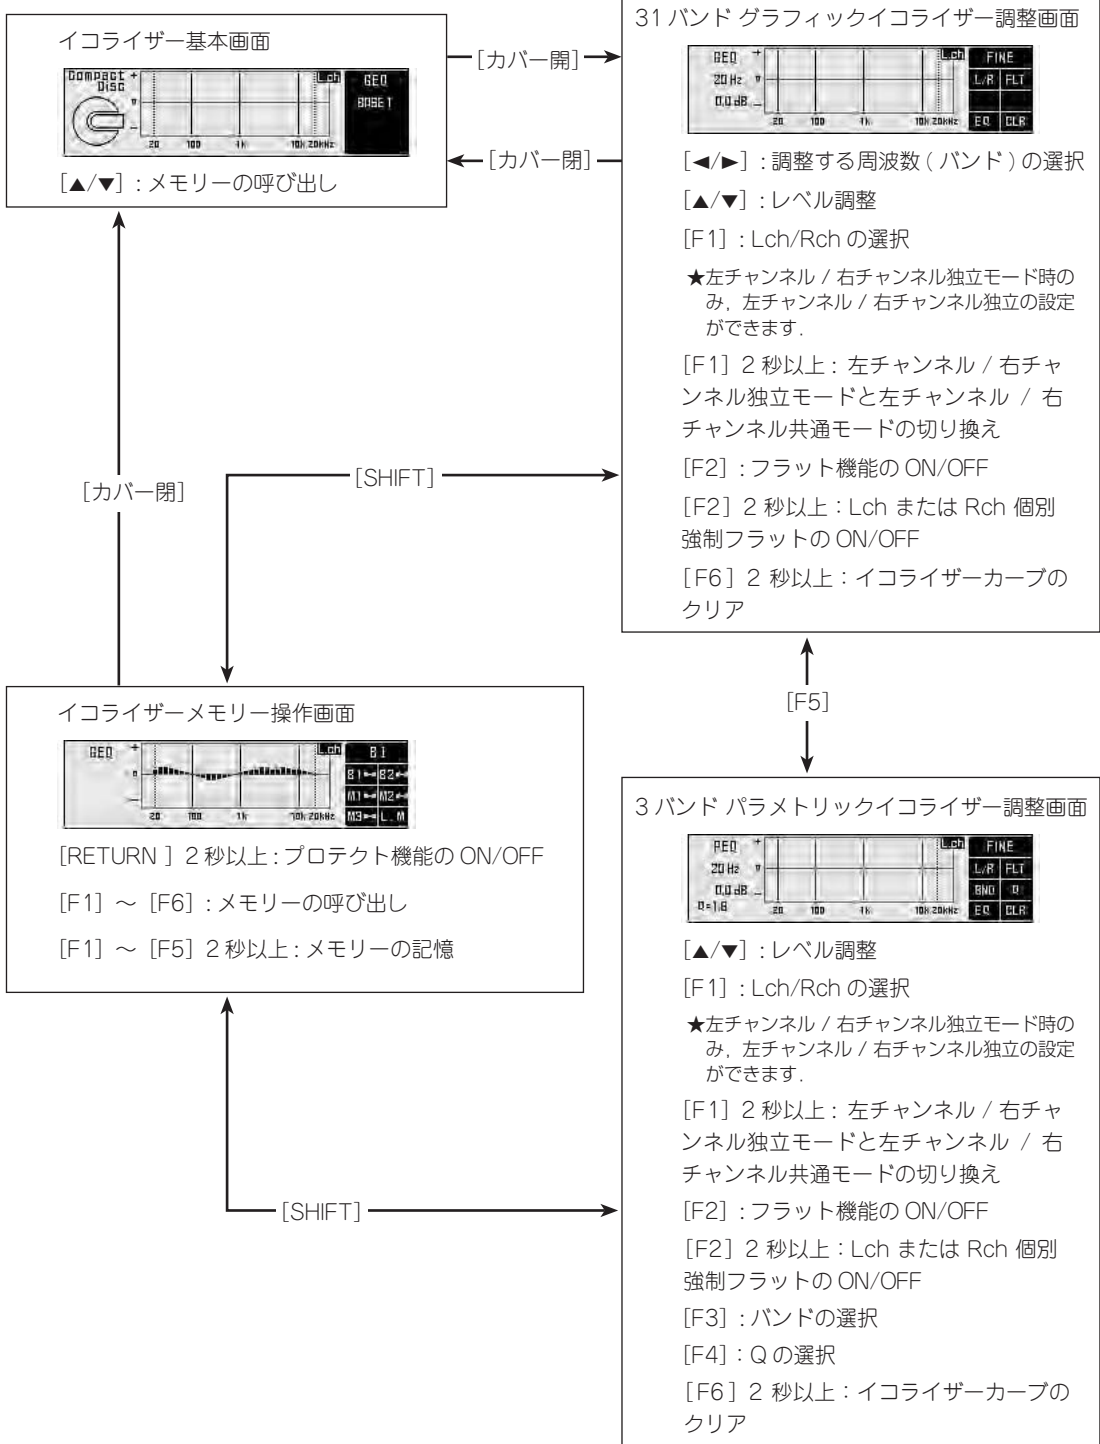 イコライザー基本画面
Compact
Disc
+
0
−
L.ch
GEQ
20 100 1k 10k 20kHz
[▲/▼] : メモリーの呼び出し
[カバー開]
[カバー閉]
31 バンド グラフィックイコライザー調整画面
GEQ
20 Hz
0.0 dB
+
0
−
L.ch
20 100 1k 10k 20kHz
FINE
L/R FLT
EQ CLR
[◄/►] : 調整する周波数 ( バンド ) の選択
[▲/▼] : レベル調整
[F1] : Lch/Rch の選択
★左チャンネル / 右チャンネル独立モード時の
み，左チャンネル / 右チャンネル独立の設定
ができます．
[F1] 2 秒以上 : 左チャンネル / 右チャ
ンネル独立モードと左チャンネル / 右
チャンネル共通モードの切り換え
[F2] : フラット機能の ON/OFF
[F2] 2 秒以上 : Lch または Rch 個別
強制フラットの ON/OFF
[F6] 2 秒以上 : イコライザーカーブの
クリア
[カバー閉]
[SHIFT]
[F5]
イコライザーメモリー操作画面
GEQ
+
0
−
L.ch
20 100 1k 10k 20kHz
B1
B1 B2
M1 M2
M3 L.M
[RETURN ] 2 秒以上 : プロテクト機能の ON/OFF
[F1] ～ [F6] : メモリーの呼び出し
[F1] ～ [F5] 2 秒以上 : メモリーの記憶
[SHIFT]
3 バンド パラメトリックイコライザー調整画面
PEQ
20 Hz
0.0 dB
Q=1.8
+
0
−
L.ch
20 100 1k 10k 20kHz
FINE
L/R FLT
BND Q
EQ CLR
[▲/▼] : レベル調整
[F1] : Lch/Rch の選択
★左チャンネル / 右チャンネル独立モード時の
み，左チャンネル / 右チャンネル独立の設定
ができます．
[F1] 2 秒以上 : 左チャンネル / 右チャ
ンネル独立モードと左チャンネル / 右
チャンネル共通モードの切り換え
[F2] : フラット機能の ON/OFF
[F2] 2 秒以上 : Lch または Rch 個別
強制フラットの ON/OFF
[F3] : バンドの選択
[F4] : Q の選択
[F6] 2 秒以上 : イコライザーカーブの
クリア